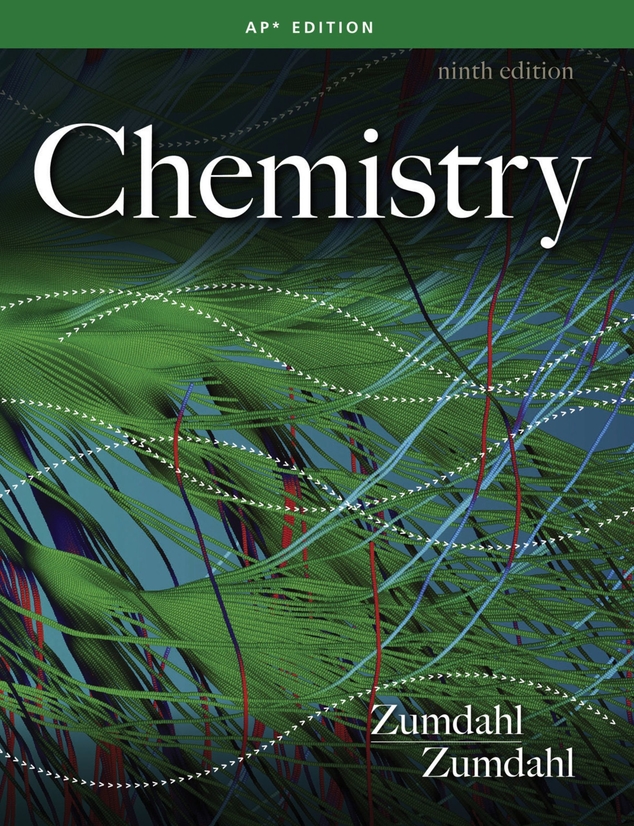 AP* EDITION
ninth edition
Chemistry
Zumdahl
Zumdahl